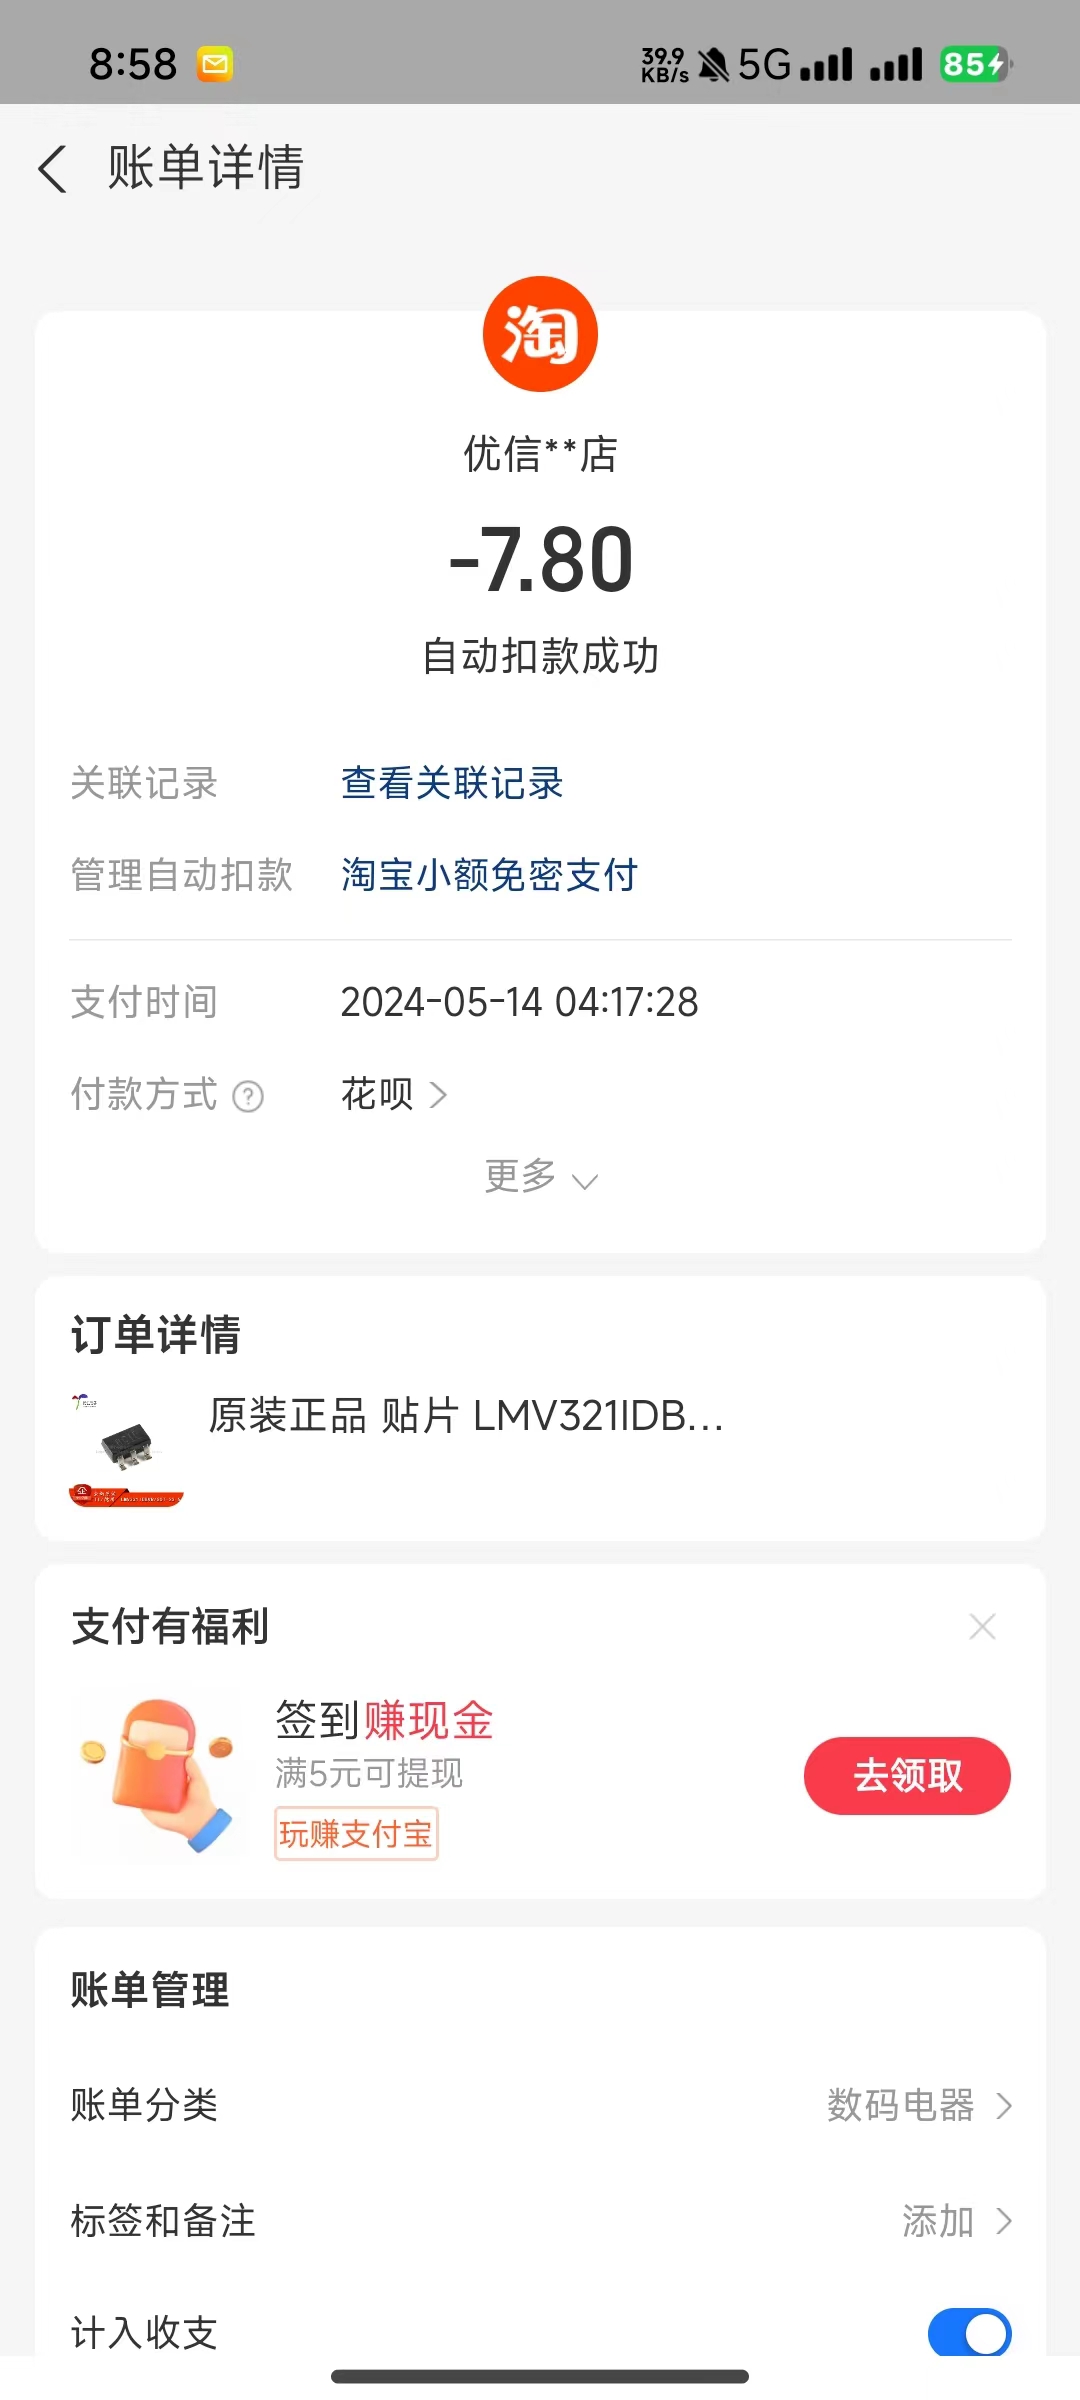 8:58 39.9 KB/s 5G 85
账单详情
淘
优信**店
-7.80
自动扣款成功
关联记录 查看关联记录
管理自动扣款 淘宝小额免密支付
支付时间 2024-05-14 04:17:28
付款方式 ? 花呗
更多
订单详情
原装正品 贴片 LMV321IDB...
支付有福利
签到赚现金
满5元可提现
去领取
玩赚支付宝
账单管理
账单分类 数码电器
标签和备注 添加
计入收支